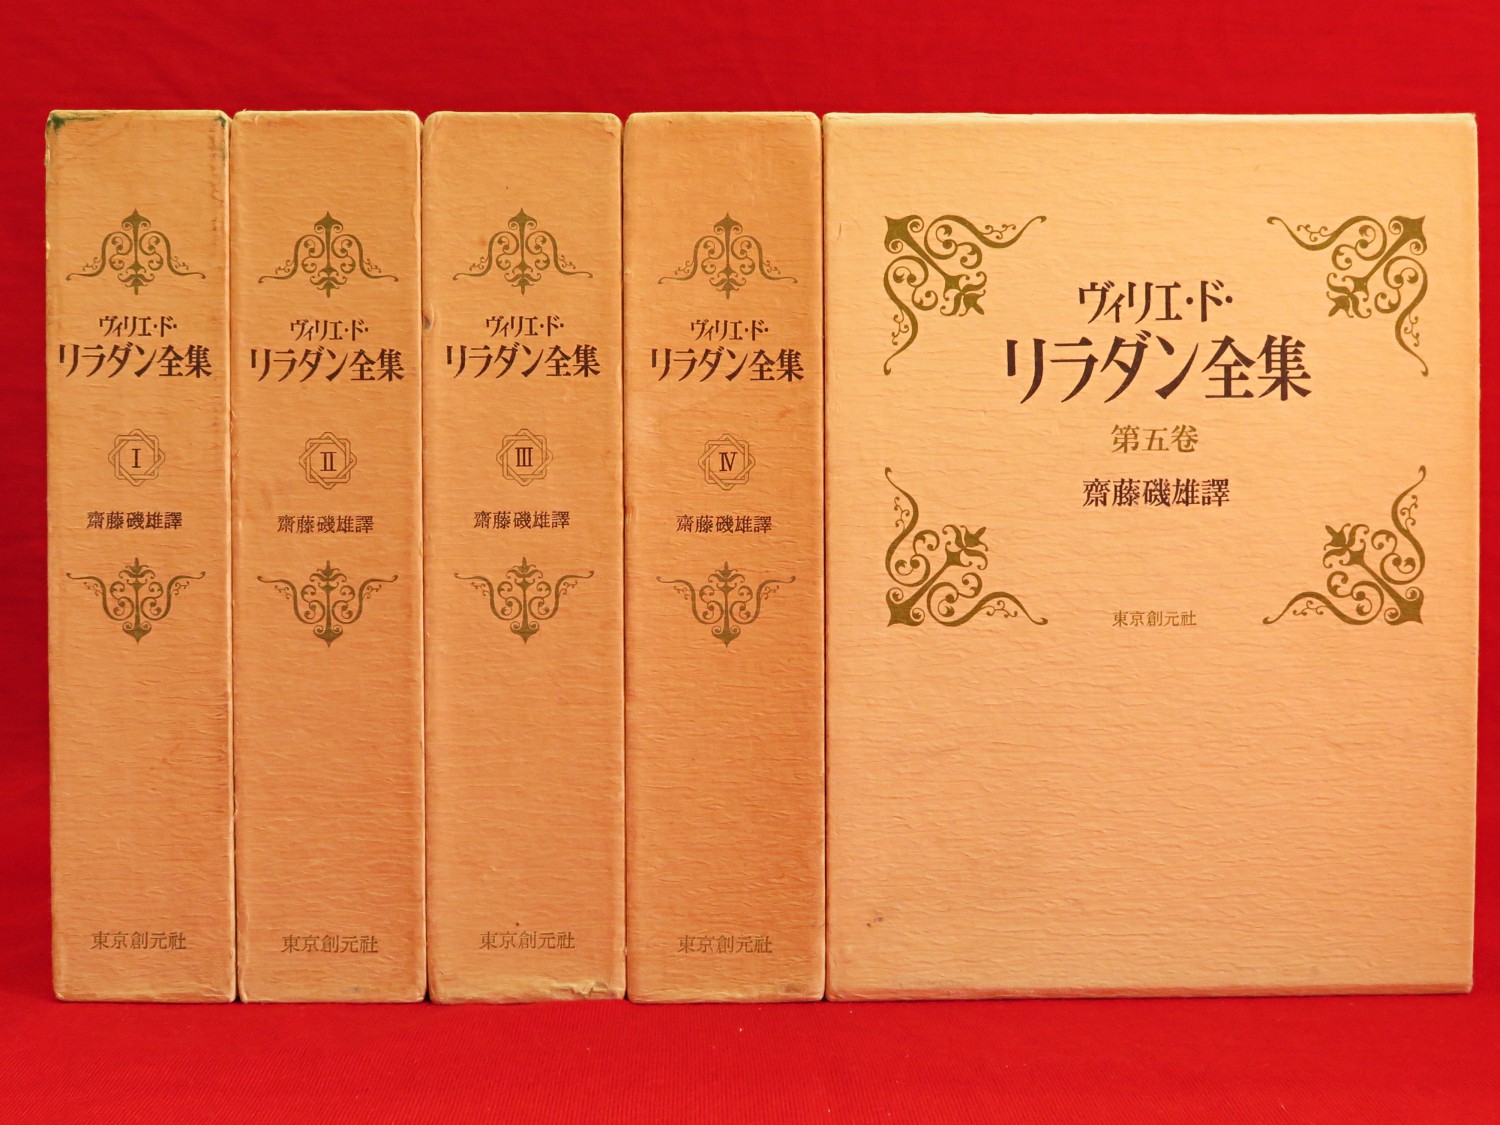 ヴィリエ・ド・
リラダン全集
I
齋藤磯雄譯
東京創元社
ヴィリエ・ド・
リラダン全集
II
齋藤磯雄譯
東京創元社
ヴィリエ・ド・
リラダン全集
III
齋藤磯雄譯
東京創元社
ヴィリエ・ド・
リラダン全集
IV
齋藤磯雄譯
東京創元社
ヴィリエ・ド・
リラダン全集
第五巻
齋藤磯雄譯
東京創元社